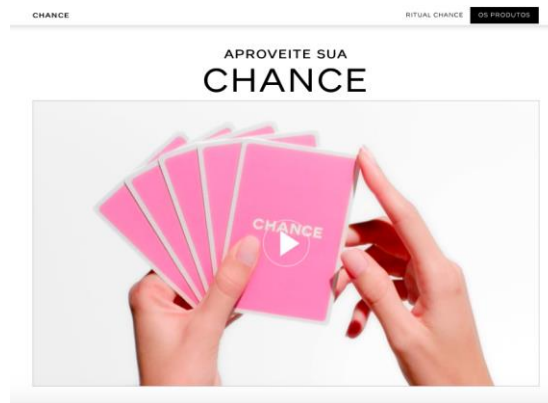 CHANCE
RITUAL CHANCE
OS PRODUTOS
APROVEITE SUA
CHANCE
CHANCE